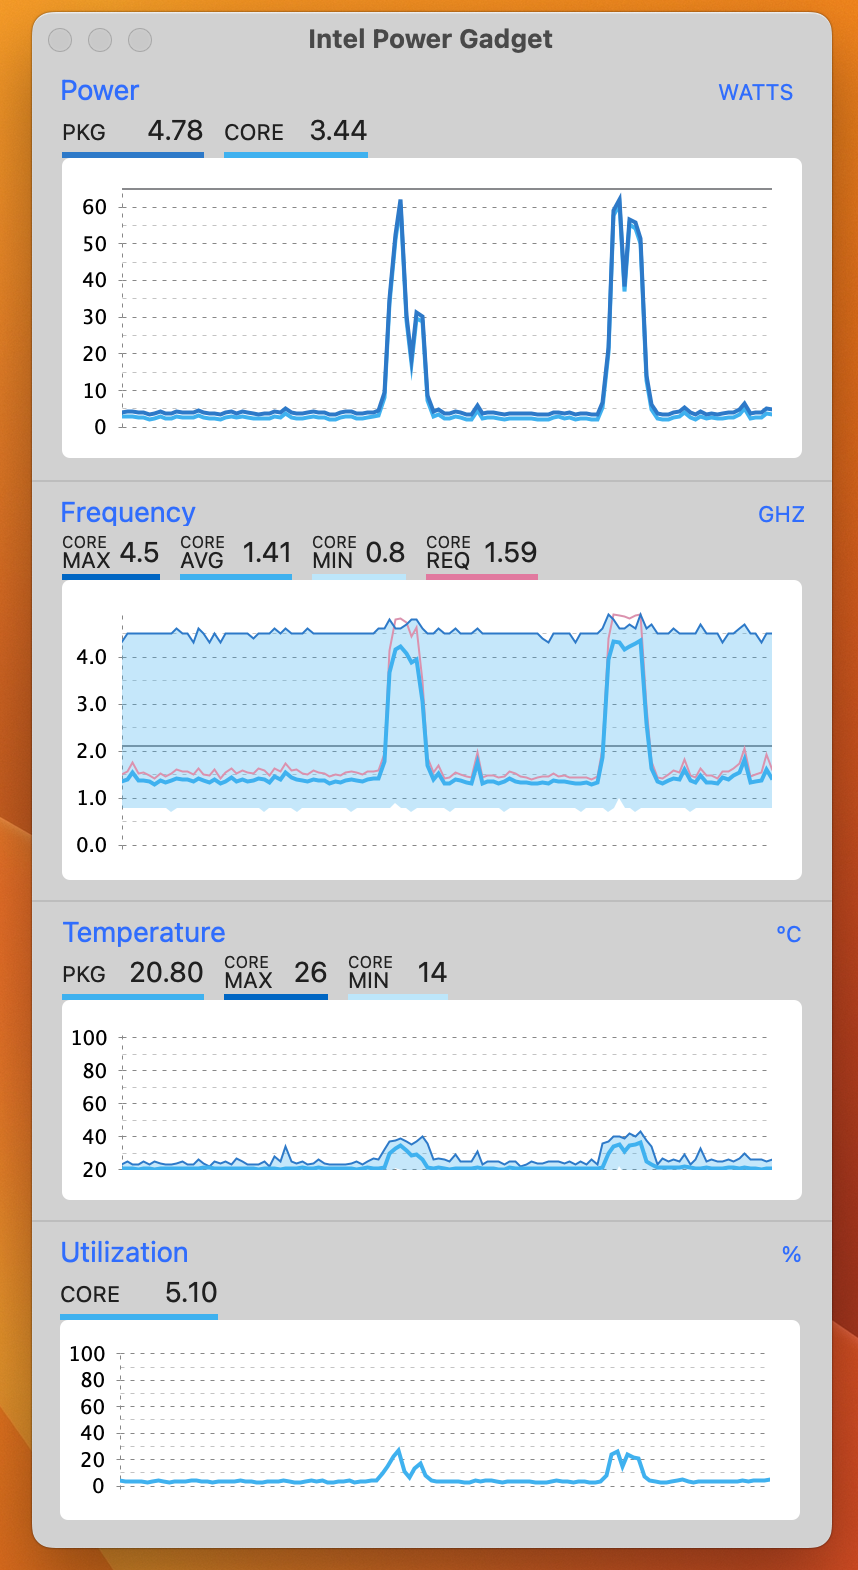 Intel Power Gadget
Power WATTS
PKG 4.78 CORE 3.44
60
50
40
30
20
10
0
Frequency GHZ
CORE MAX 4.5 CORE AVG 1.41 CORE MIN 0.8 CORE REQ 1.59
4.0
3.0
2.0
1.0
0.0
Temperature °C
PKG 20.80 CORE MAX 26 CORE MIN 14
100
80
60
40
20
Utilization %
CORE 5.10
100
80
60
40
20
0